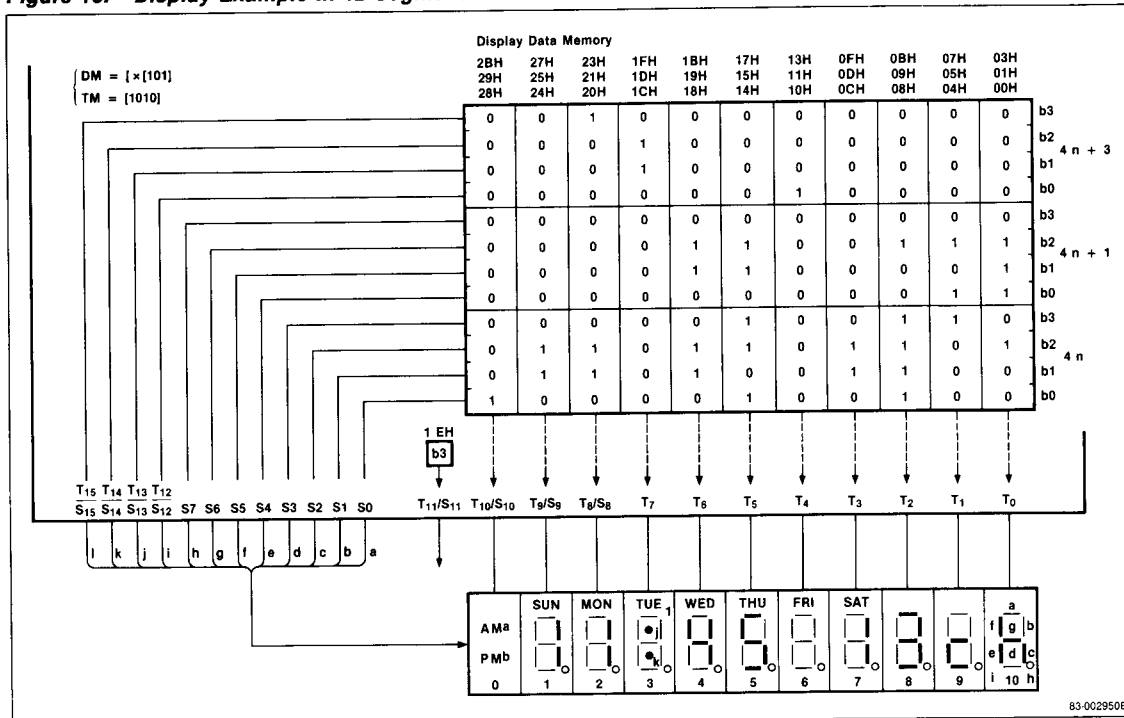 Display Data Memory
2BH 27H 23H 1FH 1BH 17H 13H 0FH 0BH 07H 03H
29H 25H 21H 1DH 19H 15H 11H 0DH 09H 05H 01H
28H 24H 20H 1CH 18H 14H 10H 0CH 08H 04H 00H
DM = [×[101]
TM = [1010]
0 0 1 0 0 0 0 0 0 0 0 b3
0 0 0 1 0 0 0 0 0 0 0 b2
4 n + 3
0 0 0 1 0 0 0 0 0 0 0 b1
0 0 0 0 0 0 1 0 0 0 0 b0
0 0 0 0 0 0 0 0 0 0 0 b3
0 0 0 0 1 1 0 0 1 1 1 b2
4 n + 1
0 0 0 0 1 1 0 0 0 0 1 b1
0 0 0 0 0 0 0 0 0 1 1 b0
0 0 0 0 0 1 0 0 1 1 0 b3
0 1 1 0 1 1 0 1 1 0 1 b2
4 n
0 1 1 0 1 0 0 1 1 0 0 b1
1 0 0 0 0 1 0 0 1 0 0 b0
1 EH
b3
T15 T14 T13 T12
S15 S14 S13 S12 S7 S6 S5 S4 S3 S2 S1 S0 T11/S11 T10/S10 T9/S9 T8/S8 T7 T6 T5 T4 T3 T2 T1 T0
l k j i h g f e d c b a
SUN MON TUE 1 WED THU FRI SAT
AMa
PMb
j
k
a
f g b
e d c
i h
0 1 2 3 4 5 6 7 8 9 10
83-002950B